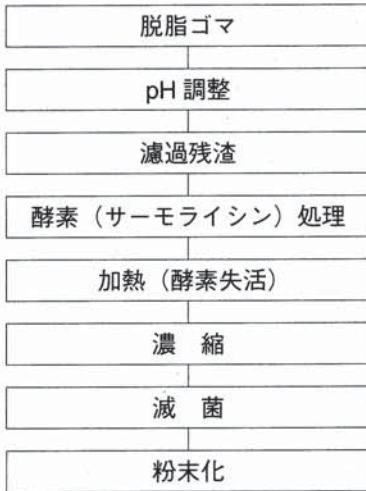 脱脂ゴマ
pH 調整
濾過残渣
酵素（サーモライシン）処理
加熱（酵素失活）
濃　縮
滅　菌
粉末化